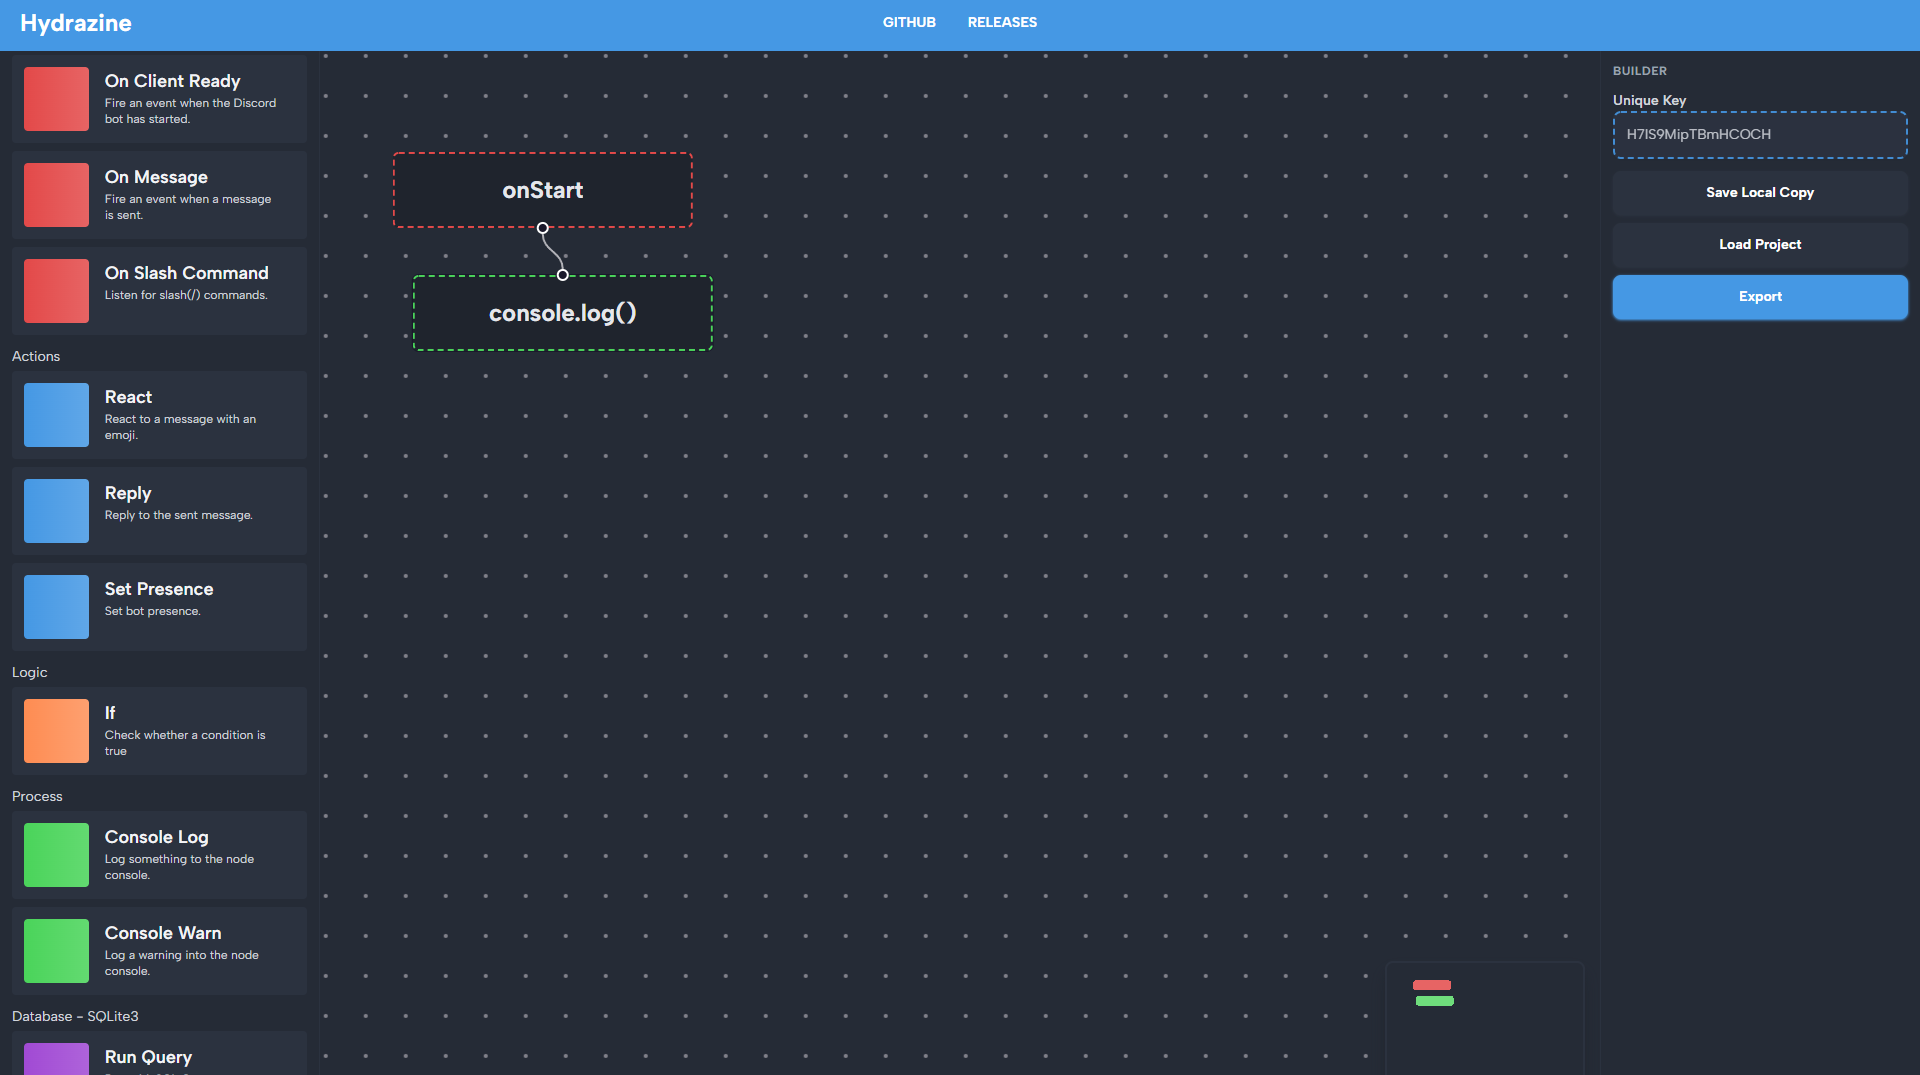 Hydrazine
GITHUB
RELEASES
On Client Ready
Fire an event when the Discord
bot has started.
On Message
Fire an event when a message
is sent.
On Slash Command
Listen for slash(/) commands.
Actions
React
React to a message with an
emoji.
Reply
Reply to the sent message.
Set Presence
Set bot presence.
Logic
If
Check whether a condition is
true
Process
Console Log
Log something to the node
console.
Console Warn
Log a warning into the node
console.
Database - SQLite3
Run Query
onStart
console.log()
BUILDER
Unique Key
H7IS9MipTBmHCOCH
Save Local Copy
Load Project
Export